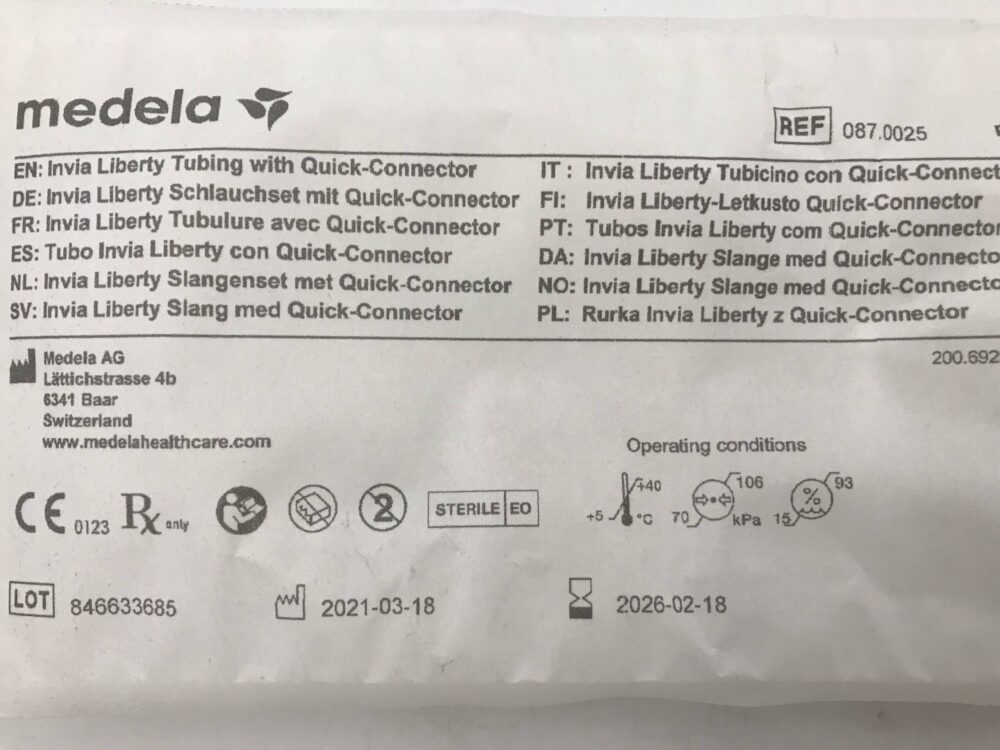 medela
REF 087.0025
EN: Invia Liberty Tubing with Quick-Connector
DE: Invia Liberty Schlauchset mit Quick-Connector
FR: Invia Liberty Tubulure avec Quick-Connector
ES: Tubo Invia Liberty con Quick-Connector
NL: Invia Liberty Slangenset met Quick-Connector
SV: Invia Liberty Slang med Quick-Connector
IT : Invia Liberty Tubicino con Quick-Connect
FI: Invia Liberty-Letkusto Quick-Connector
PT: Tubos Invia Liberty com Quick-Connector
DA: Invia Liberty Slange med Quick-Connecto
NO: Invia Liberty Slange med Quick-Connecto
PL: Rurka Invia Liberty z Quick-Connector
Medela AG
Lättichstrasse 4b
6341 Baar
Switzerland
www.medelahealthcare.com
200.692
Operating conditions
CE 0123 Rx only
2
STERILE EO
+5 +40 °C
70 106 kPa
15 % 93
LOT 846633685
2021-03-18
2026-02-18